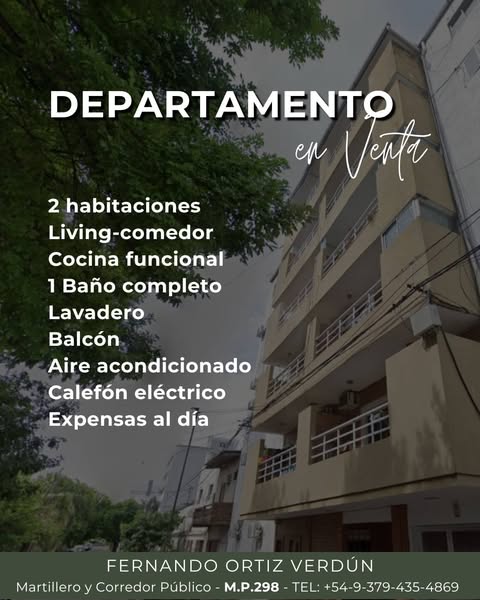 DEPARTAMENTO
en Venta
2 habitaciones
Living-comedor
Cocina funcional
1 Baño completo
Lavadero
Balcón
Aire acondicionado
Calefón eléctrico
Expensas al día
FERNANDO ORTIZ VERDÚN
Martillero y Corredor Público - M.P.298 - TEL: +54-9-379-435-4869